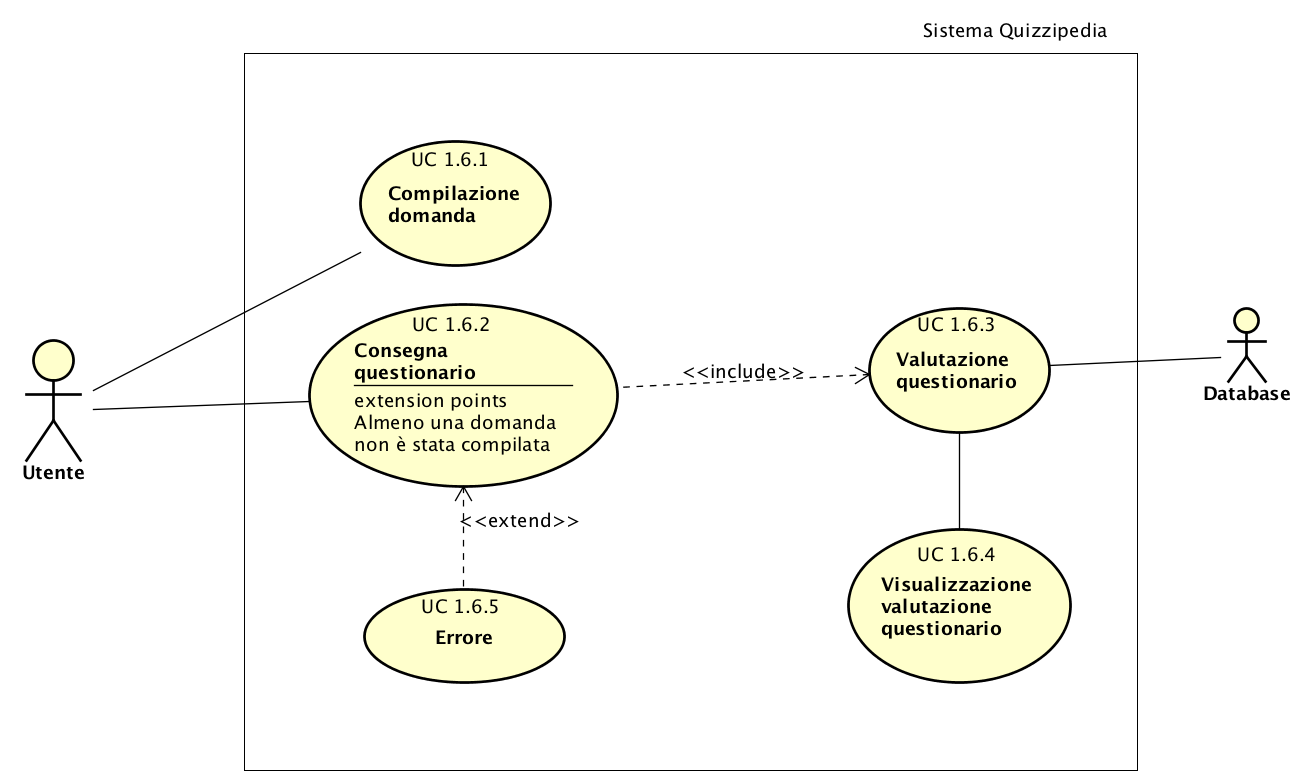 Sistema Quizzipedia
UC 1.6.1
Compilazione
domanda
UC 1.6.2
Consegna
questionario
extension points
Almeno una domanda
non è stata compilata
<<include>>
UC 1.6.3
Valutazione
questionario
Database
Utente
<<extend>>
UC 1.6.4
Visualizzazione
valutazione
questionario
UC 1.6.5
Errore